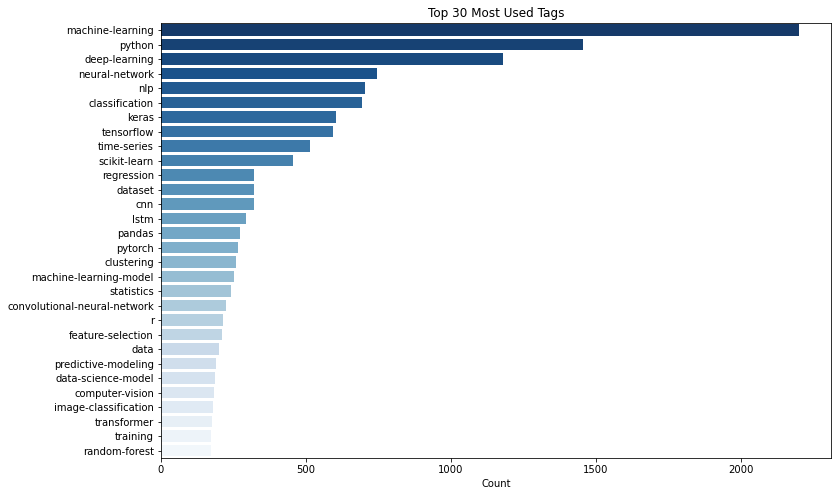 Top 30 Most Used Tags
machine-learning
python
deep-learning
neural-network
nlp
classification
keras
tensorflow
time-series
scikit-learn
regression
dataset
cnn
lstm
pandas
pytorch
clustering
machine-learning-model
statistics
convolutional-neural-network
r
feature-selection
data
predictive-modeling
data-science-model
computer-vision
image-classification
transformer
training
random-forest
0 500 1000 1500 2000
Count